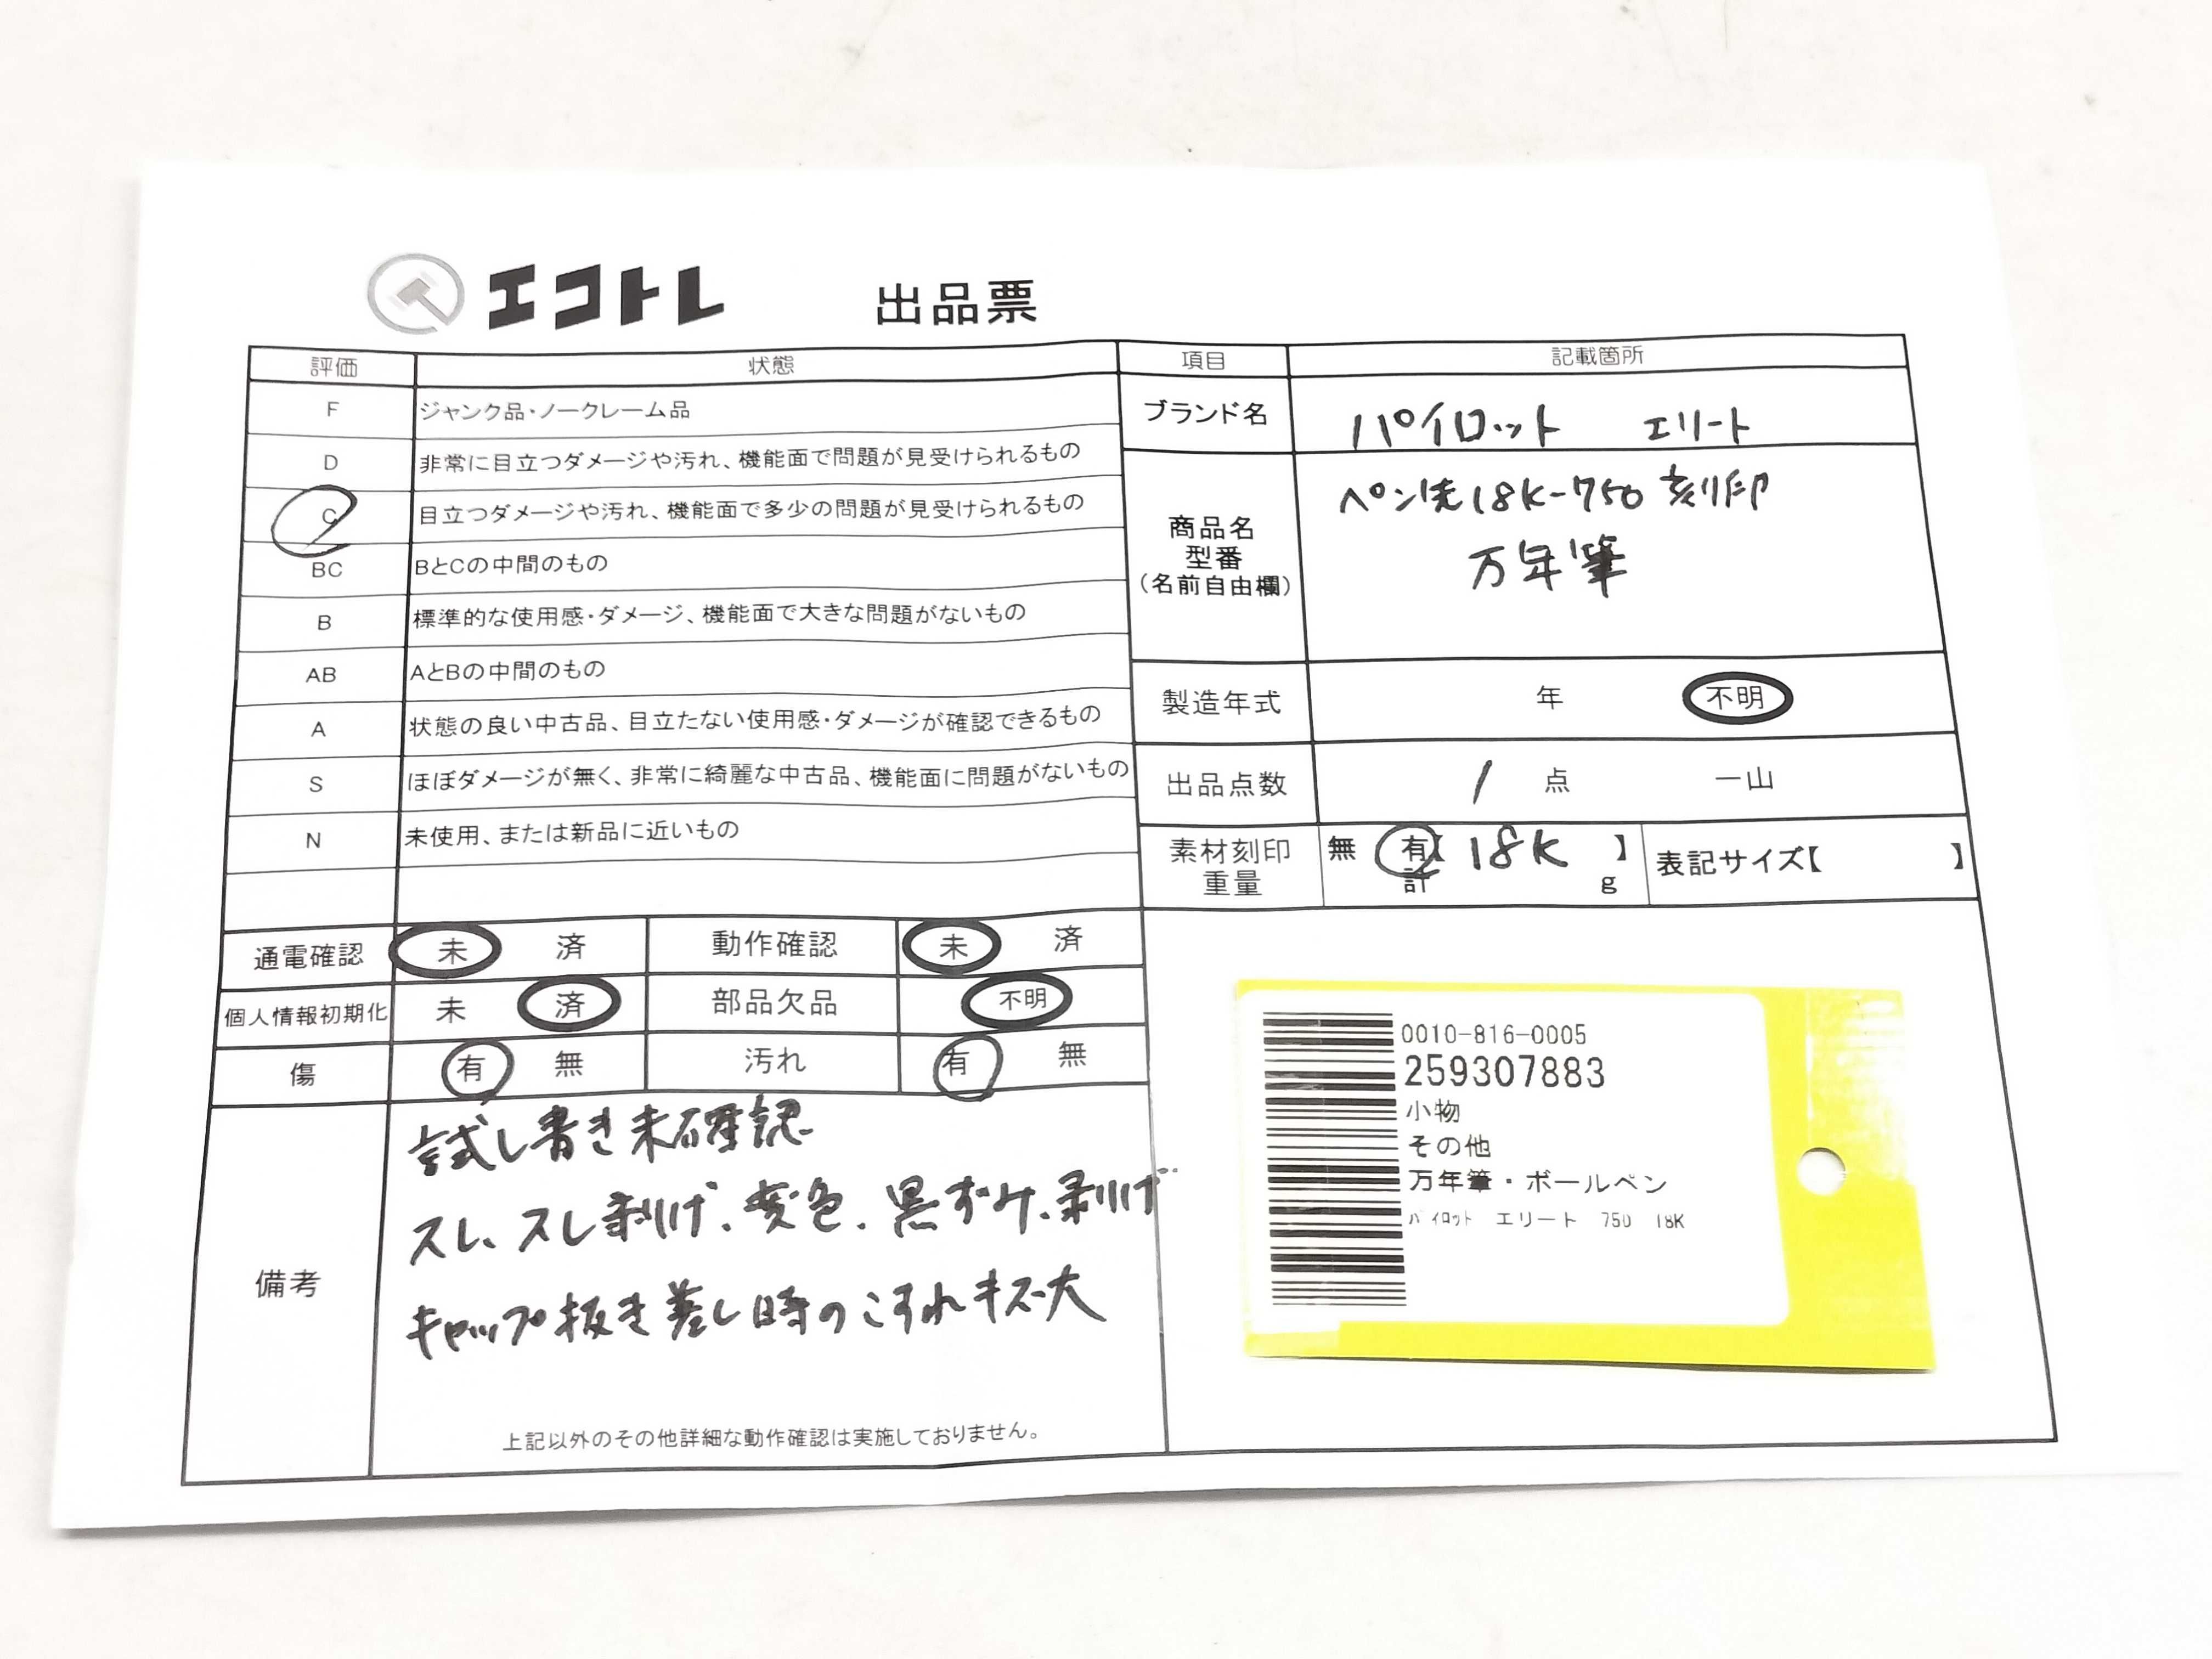 エコトレ 出品票
評価 状態
F ジャンク品・ノークレーム品
D 非常に目立つダメージや汚れ、機能面で問題が見受けられるもの
C 目立つダメージや汚れ、機能面で多少の問題が見受けられるもの
BC BとCの中間のもの
B 標準的な使用感・ダメージ、機能面で大きな問題がないもの
AB AとBの中間のもの
A 状態の良い中古品、目立たない使用感・ダメージが確認できるもの
S ほぼダメージが無く、非常に綺麗な中古品、機能面に問題がないもの
N 未使用、または新品に近いもの
項目 記載箇所
ブランド名 パイロット エリート
商品名
型番
(名前自由欄)
ペン先18K-750 刻印
万年筆
製造年式 年 不明
出品点数 1 点 一山
素材刻印 無 有【 18K 】 表記サイズ【 】
重量 計 g
通電確認 未 済 動作確認 未 済
個人情報初期化 未 済 部品欠品 不明
傷 有 無 汚れ 有 無
備考
試し書き未確認
スレ、スレ剥げ、変色、黒ずみ、剥げ
キャップ抜き差し時のこすれキズ大
上記以外のその他詳細な動作確認は実施しておりません。
0010-816-0005
259307883
小物
その他
万年筆・ボールペン
パイロット エリート 750 18K